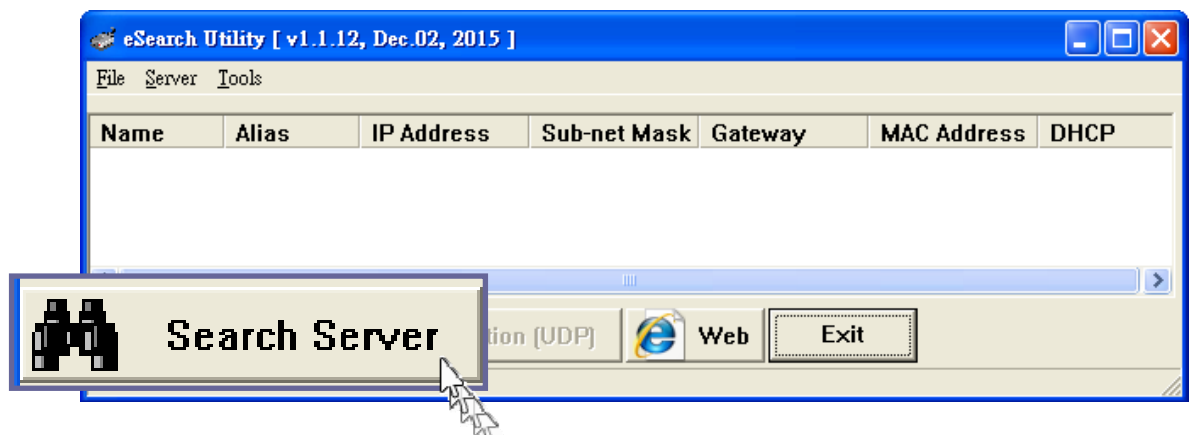 eSearch Utility [ v1.1.12, Dec.02, 2015 ]
File Server Tools
Name Alias IP Address Sub-net Mask Gateway MAC Address DHCP
Search Server tion (UDP) Web Exit